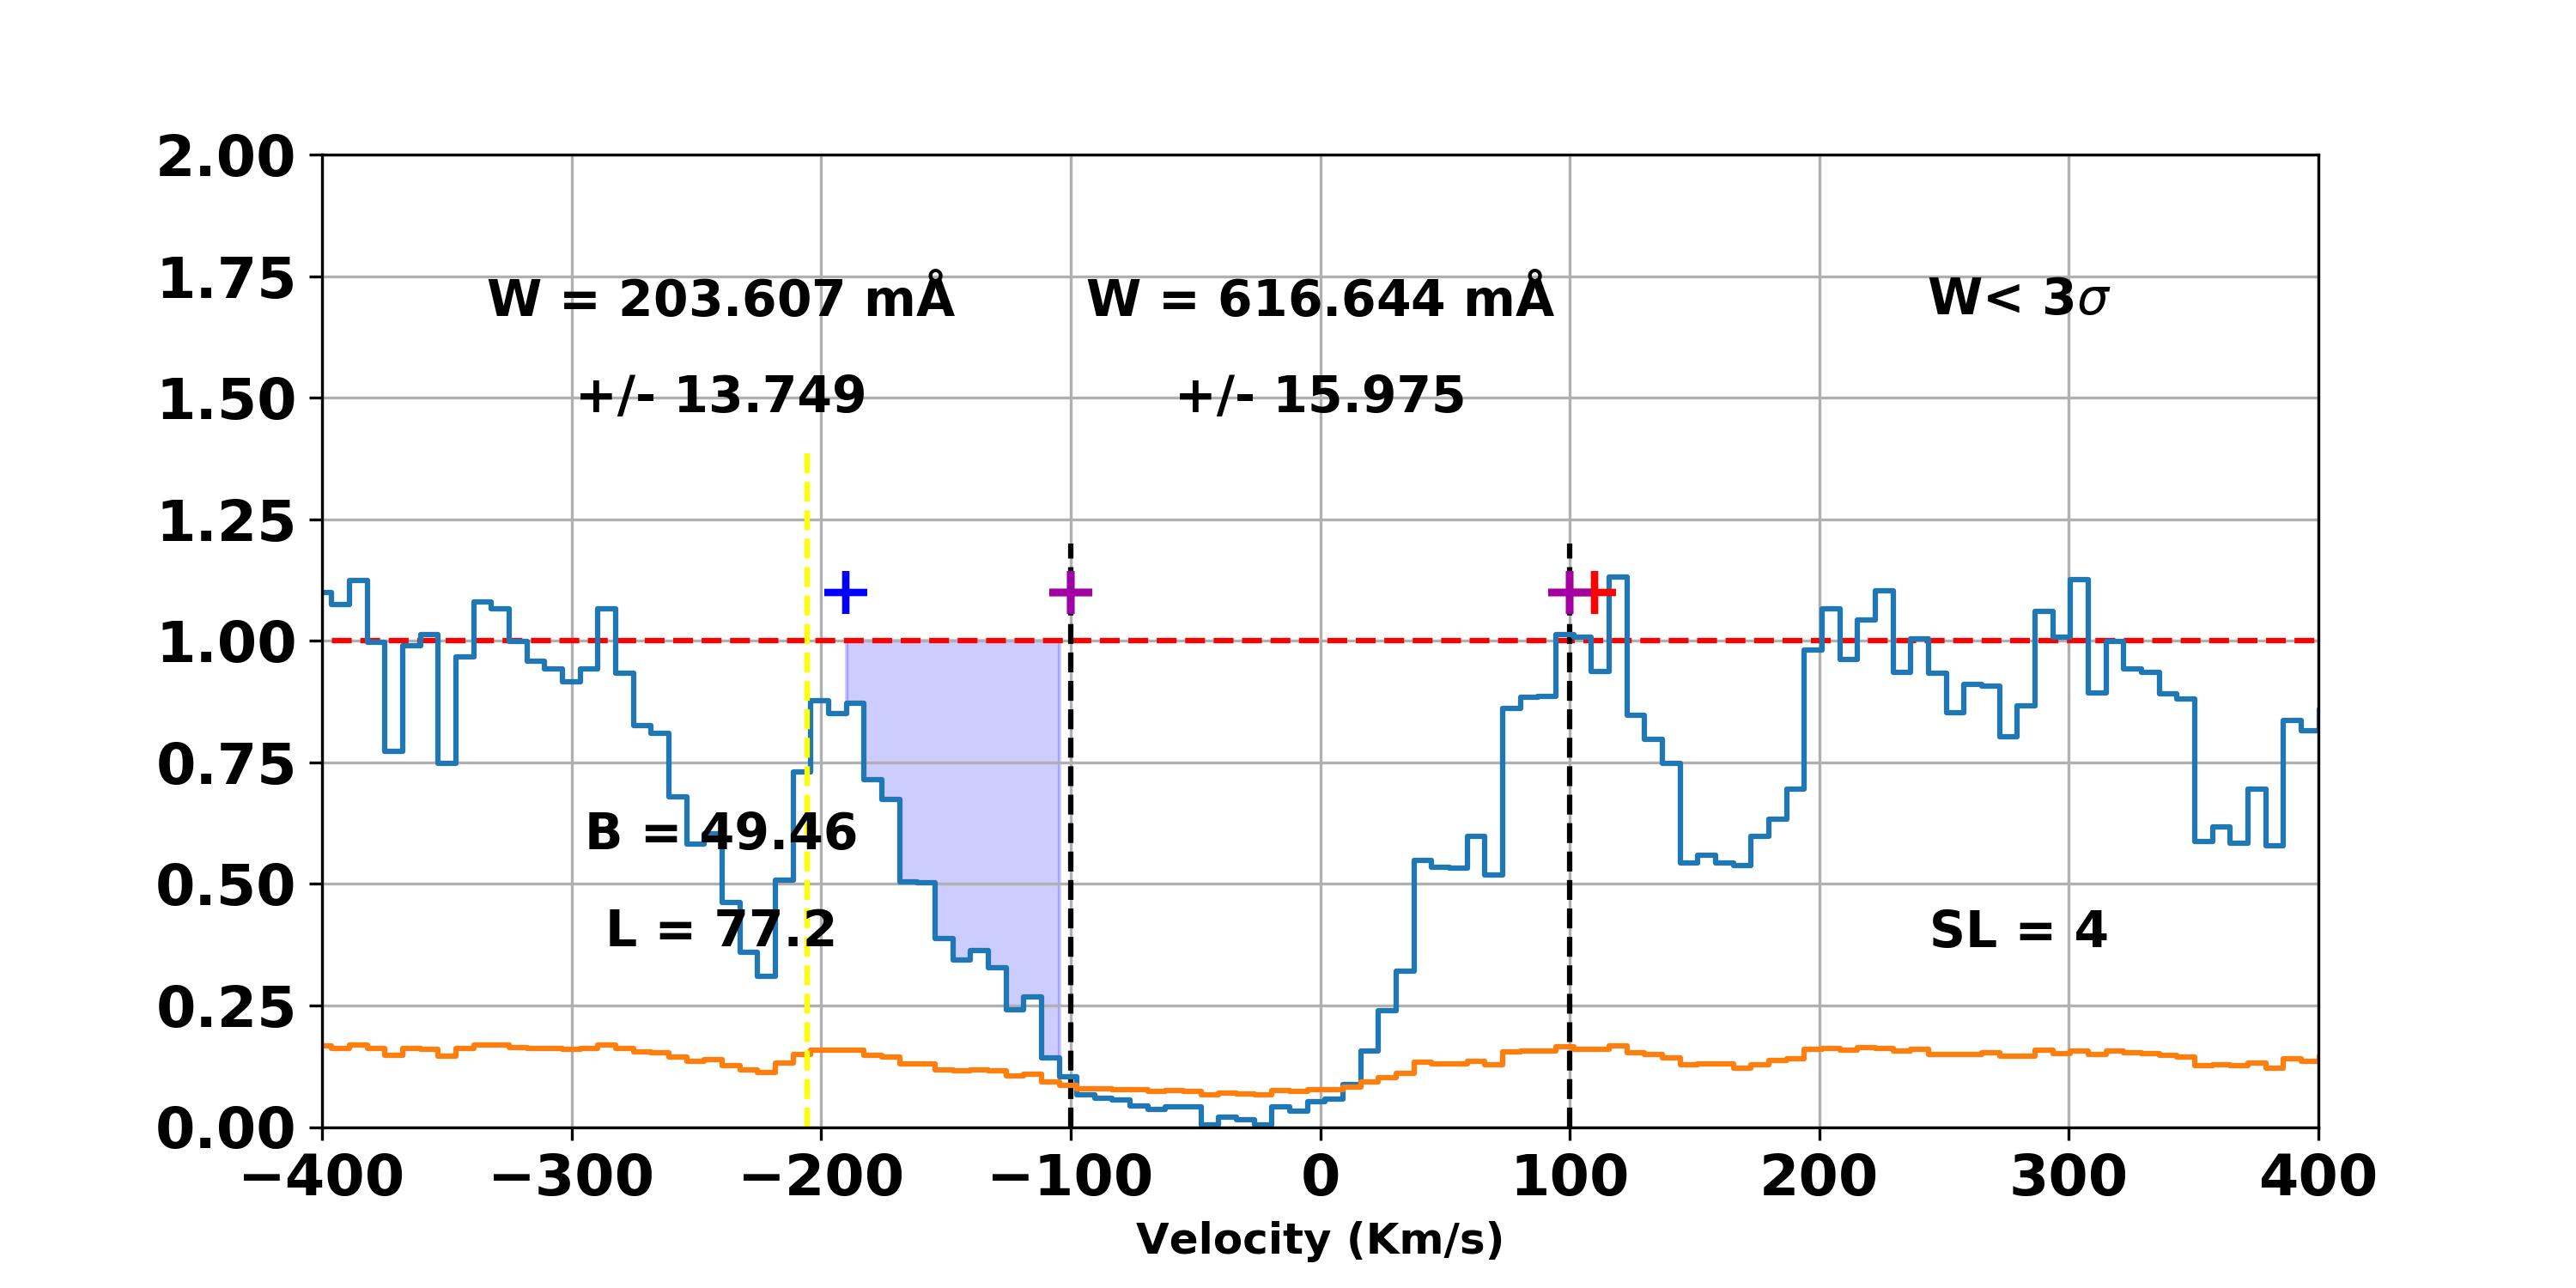 2.00
1.75
1.50
1.25
1.00
0.75
0.50
0.25
0.00
W = 203.607 mÅ
+/- 13.749
W = 616.644 mÅ
+/- 15.975
W< 3σ
B = 49.46
L = 77.2
SL = 4
−400 −300 −200 −100 0 100 200 300 400
Velocity (Km/s)